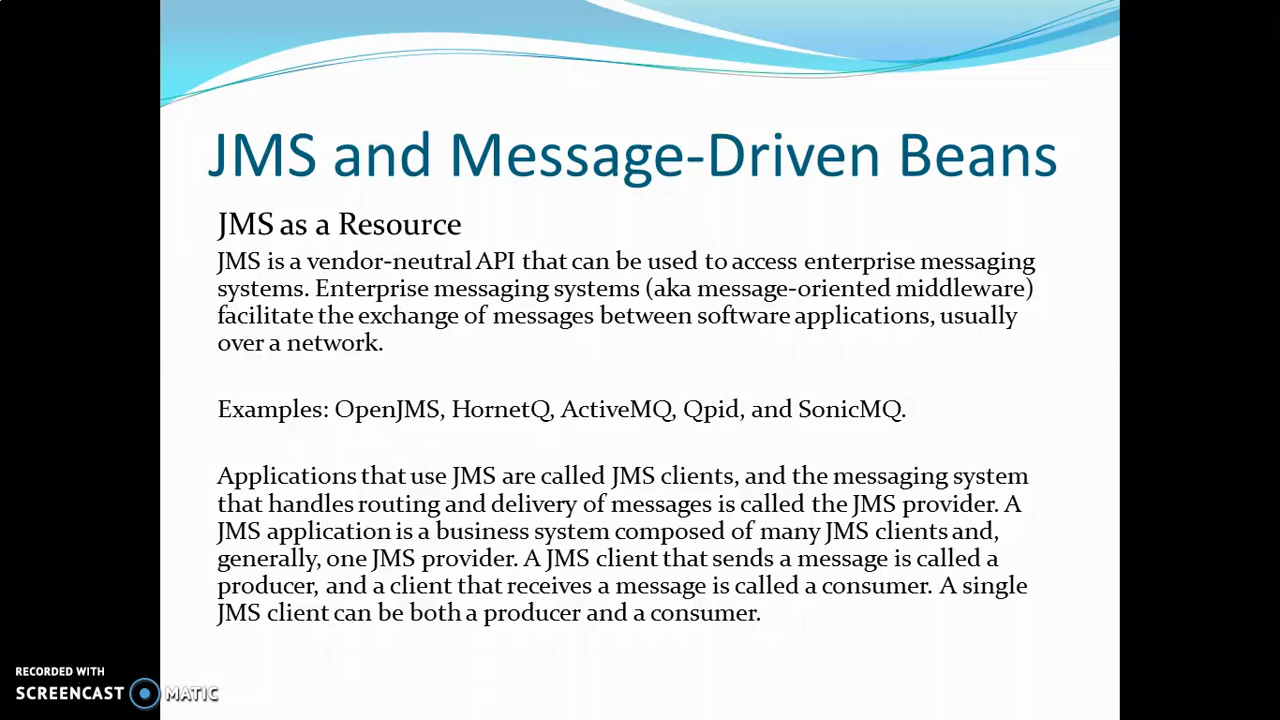 JMS and Message-Driven Beans
JMS as a Resource
JMS is a vendor-neutral API that can be used to access enterprise messaging
systems. Enterprise messaging systems (aka message-oriented middleware)
facilitate the exchange of messages between software applications, usually
over a network.
Examples: OpenJMS, HornetQ, ActiveMQ, Qpid, and SonicMQ.
Applications that use JMS are called JMS clients, and the messaging system
that handles routing and delivery of messages is called the JMS provider. A
JMS application is a business system composed of many JMS clients and,
generally, one JMS provider. A JMS client that sends a message is called a
producer, and a client that receives a message is called a consumer. A single
JMS client can be both a producer and a consumer.
RECORDED WITH
SCREENCAST MATIC